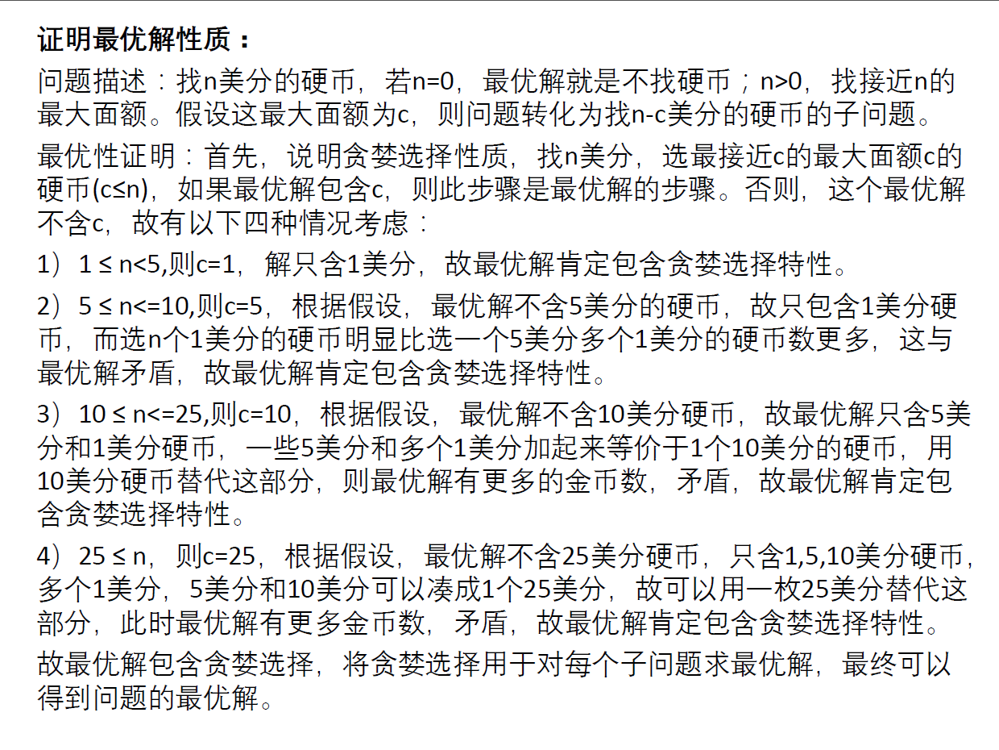 证明最优解性质：
问题描述：找n美分的硬币，若n=0，最优解就是不找硬币；n>0，找接近n的
最大面额。假设这最大面额为c，则问题转化为找n-c美分的硬币的子问题。
最优性证明：首先，说明贪婪选择性质，找n美分，选最接近c的最大面额c的
硬币(c≤n)，如果最优解包含c，则此步骤是最优解的步骤。否则，这个最优解
不含c，故有以下四种情况考虑：
1）1 ≤ n<5,则c=1，解只含1美分，故最优解肯定包含贪婪选择特性。
2）5 ≤ n<=10,则c=5，根据假设，最优解不含5美分的硬币，故只包含1美分硬
币，而选n个1美分的硬币明显比选一个5美分多个1美分的硬币数更多，这与
最优解矛盾，故最优解肯定包含贪婪选择特性。
3）10 ≤ n<=25,则c=10，根据假设，最优解不含10美分硬币，故最优解只含5美
分和1美分硬币，一些5美分和多个1美分加起来等价于1个10美分的硬币，用
10美分硬币替代这部分，则最优解有更多的金币数，矛盾，故最优解肯定包
含贪婪选择特性。
4）25 ≤ n，则c=25，根据假设，最优解不含25美分硬币，只含1,5,10美分硬币，
多个1美分，5美分和10美分可以凑成1个25美分，故可以用一枚25美分替代这
部分，此时最优解有更多金币数，矛盾，故最优解肯定包含贪婪选择特性。
故最优解包含贪婪选择，将贪婪选择用于对每个子问题求最优解，最终可以
得到问题的最优解。